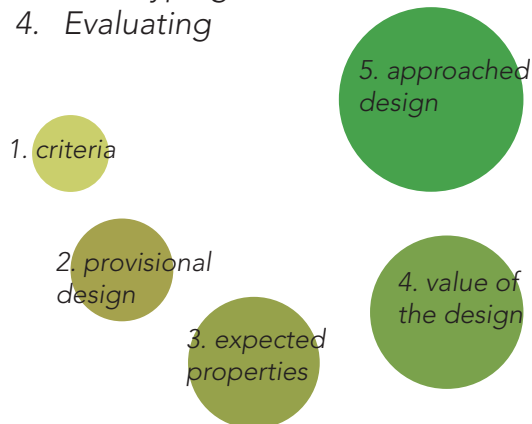 4. Evaluating
5. approached
design
1. criteria
2. provisional
design
3. expected
properties
4. value of
the design